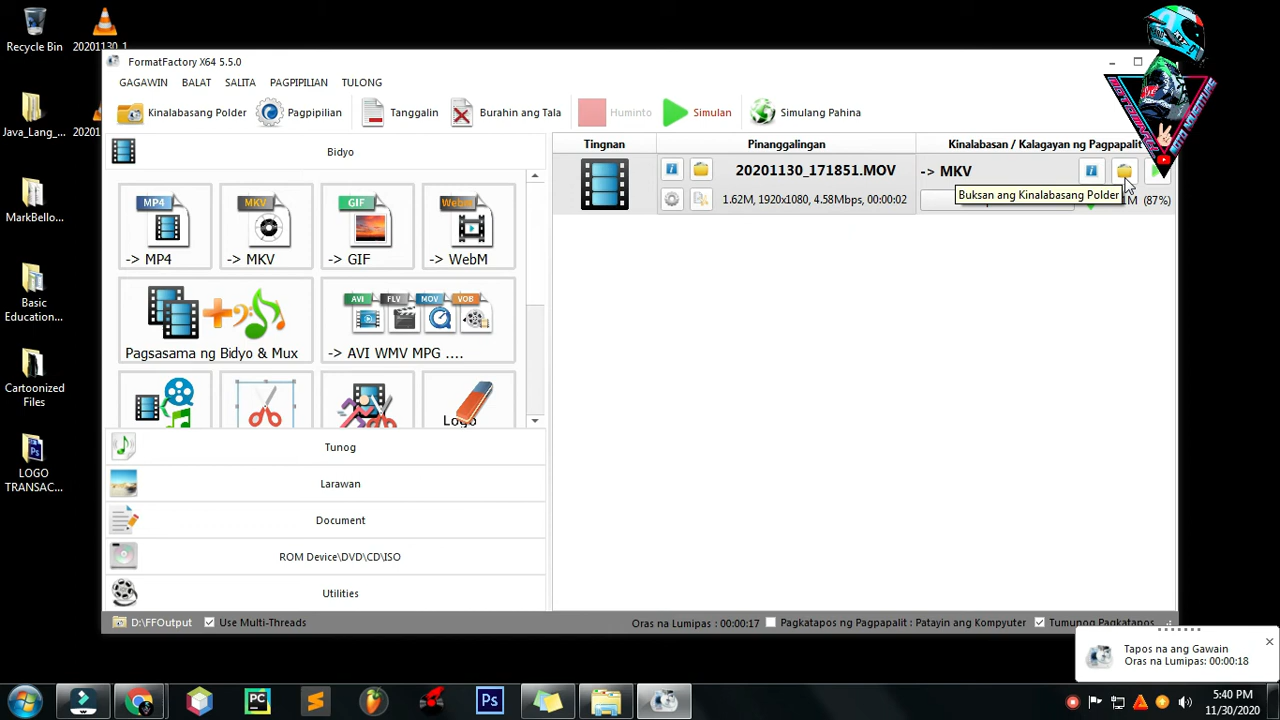 Recycle Bin
20201130_1
Java_Lang_...
MarkBello...
Basic
Education...
Cartoonized
Files
LOGO
TRANSAC...
FormatFactory X64 5.5.0
GAGAWIN BALAT SALITA PAGPIPILIAN TULONG
Kinalabasang Polder Pagpipilian Tanggalin Burahin ang Tala Huminto Simulan Simulang Pahina
Bidyo
MP4 MKV GIF WebM
-> MP4 -> MKV -> GIF -> WebM
AVI FLV MOV VOB
Pagsasama ng Bidyo & Mux -> AVI WMV MPG ....
Logo
Tunog
Larawan
Document
ROM Device\DVD\CD\ISO
Utilities
Tingnan Pinanggalingan Kinalabasan / Kalagayan ng Pagpapalit
20201130_171851.MOV -> MKV
Buksan ang Kinalabasang Polder
1.62M, 1920x1080, 4.58Mbps, 00:00:02 (87%)
D:\FFOutput Use Multi-Threads Oras na Lumipas : 00:00:17 Pagkatapos ng Pagpapalit : Patayin ang Kompyuter Tumunog Pagkatapos
Tapos na ang Gawain
Oras na Lumipas: 00:00:18
PC Ps
5:40 PM
11/30/2020